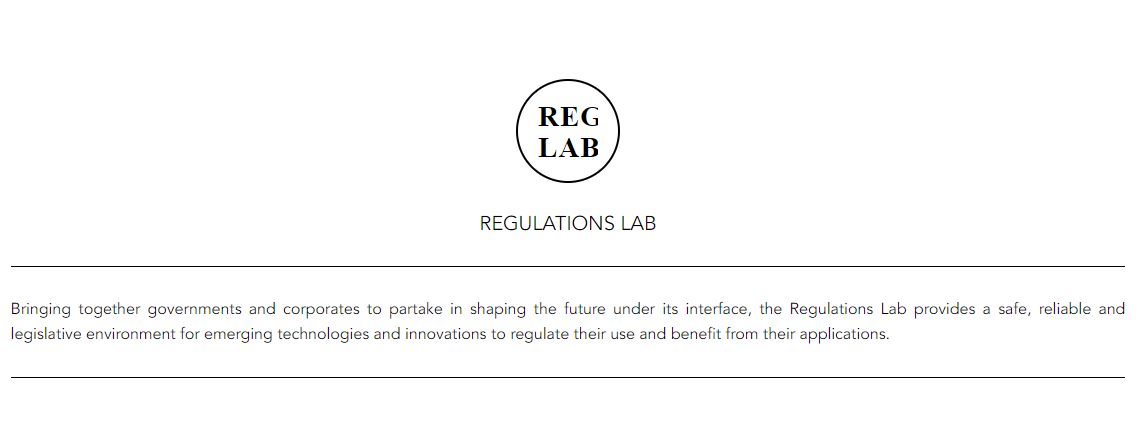 REG
LAB
REGULATIONS LAB
Bringing together governments and corporates to partake in shaping the future under its interface, the Regulations Lab provides a safe, reliable and
legislative environment for emerging technologies and innovations to regulate their use and benefit from their applications.